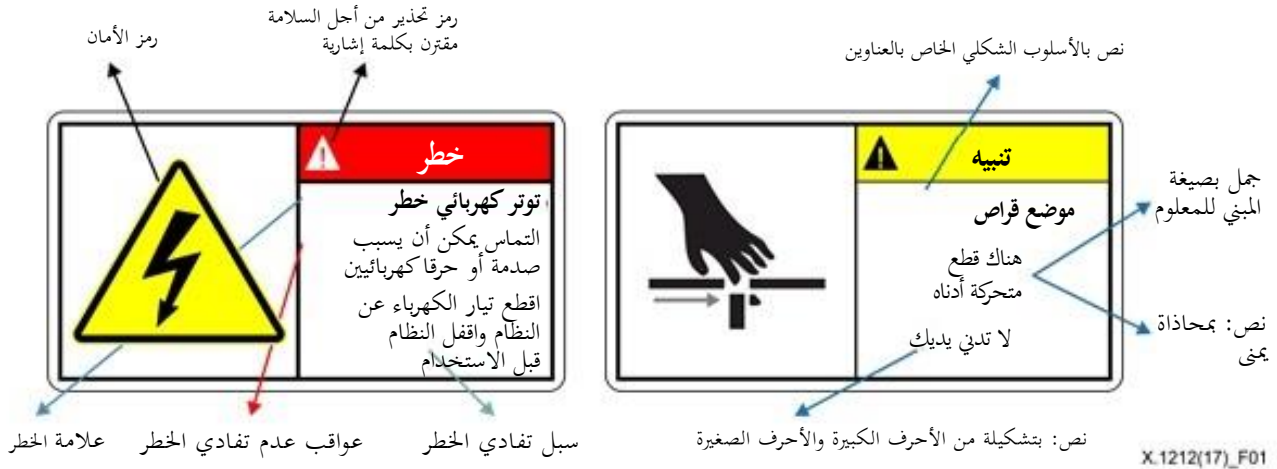 رمز الأمان
رمز تحذير من أجل السلامة
مقترن بكلمة إشارية
نص بالأسلوب الشكلي الخاص بالعناوين
خطر
توتر كهربائي خطر
التماس يمكن أن يسبب
صدمة أو حرقا كهربائيين
اقطع تيار الكهرباء عن
النظام واقفل النظام
قبل الاستخدام
تنبيه
موضع قراص
هناك قطع
متحركة أدناه
لا تدني يديك
جمل بصيغة
المبني للمعلوم
نص: بمحاذاة
يمنى
علامة الخطر
عواقب عدم تفادي الخطر
سبل تفادي الخطر
نص: بتشكيلة من الأحرف الكبيرة والأحرف الصغيرة
X.1212(17)_F01